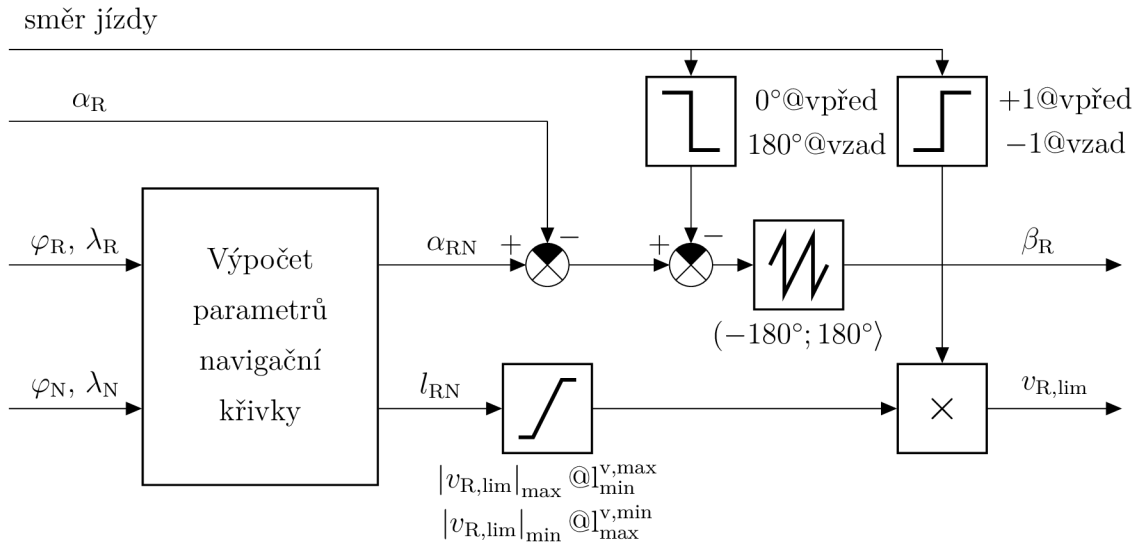 směr jízdy
α_R
0°@vpřed
180°@vzad
+1@vpřed
−1@vzad
φ_R, λ_R
Výpočet
parametrů
navigační
křivky
α_RN
+
−
+
−
β_R
(−180°; 180°⟩
φ_N, λ_N
l_RN
×
v_R,lim
|v_R,lim|_max @l_min^v,max
|v_R,lim|_min @l_max^v,min